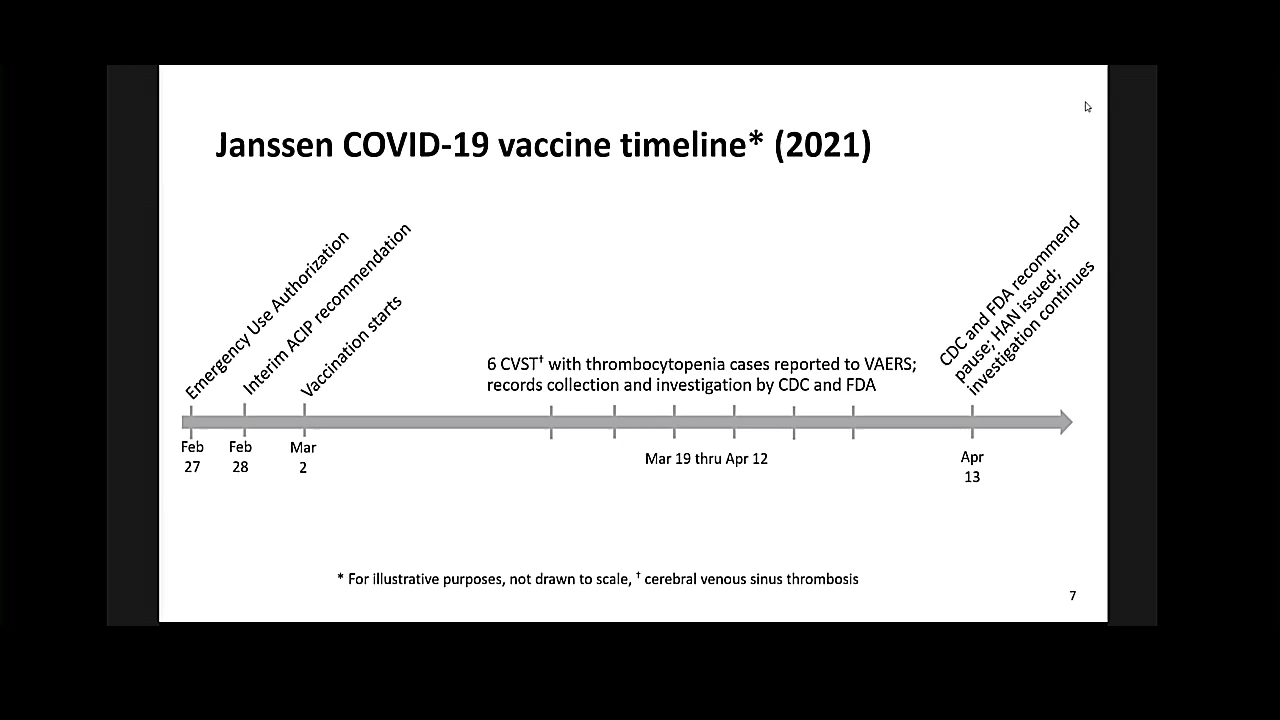 Janssen COVID-19 vaccine timeline* (2021)
Emergency Use Authorization
Interim ACIP recommendation
Vaccination starts
6 CVST† with thrombocytopenia cases reported to VAERS;
records collection and investigation by CDC and FDA
CDC and FDA recommend
pause; HAN issued;
investigation continues
Feb
27
Feb
28
Mar
2
Mar 19 thru Apr 12
Apr
13
* For illustrative purposes, not drawn to scale, † cerebral venous sinus thrombosis
7